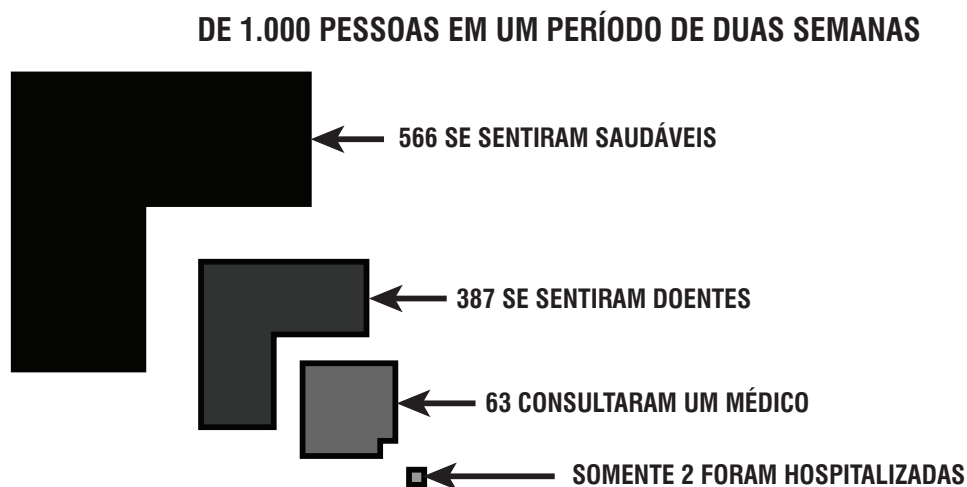 DE 1.000 PESSOAS EM UM PERÍODO DE DUAS SEMANAS
566 SE SENTIRAM SAUDÁVEIS
387 SE SENTIRAM DOENTES
63 CONSULTARAM UM MÉDICO
SOMENTE 2 FORAM HOSPITALIZADAS